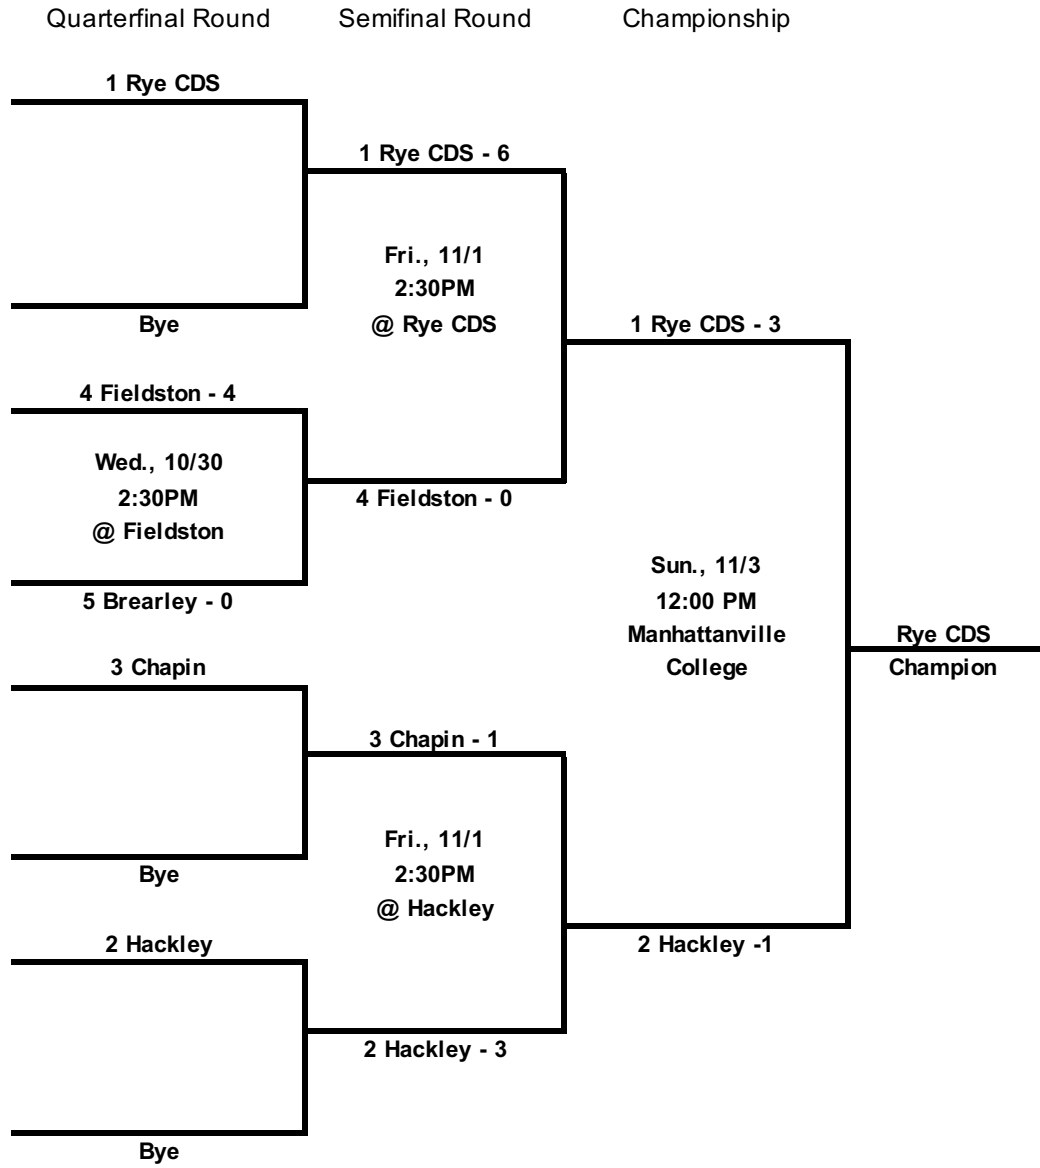 Quarterfinal Round
Semifinal Round
Championship
1 Rye CDS
1 Rye CDS - 6
Fri., 11/1
2:30PM
@ Rye CDS
Bye
1 Rye CDS - 3
4 Fieldston - 4
Wed., 10/30
2:30PM
@ Fieldston
4 Fieldston - 0
5 Brearley - 0
Sun., 11/3
12:00 PM
Manhattanville
College
Rye CDS
Champion
3 Chapin
3 Chapin - 1
Fri., 11/1
2:30PM
@ Hackley
Bye
2 Hackley
2 Hackley -1
2 Hackley - 3
Bye